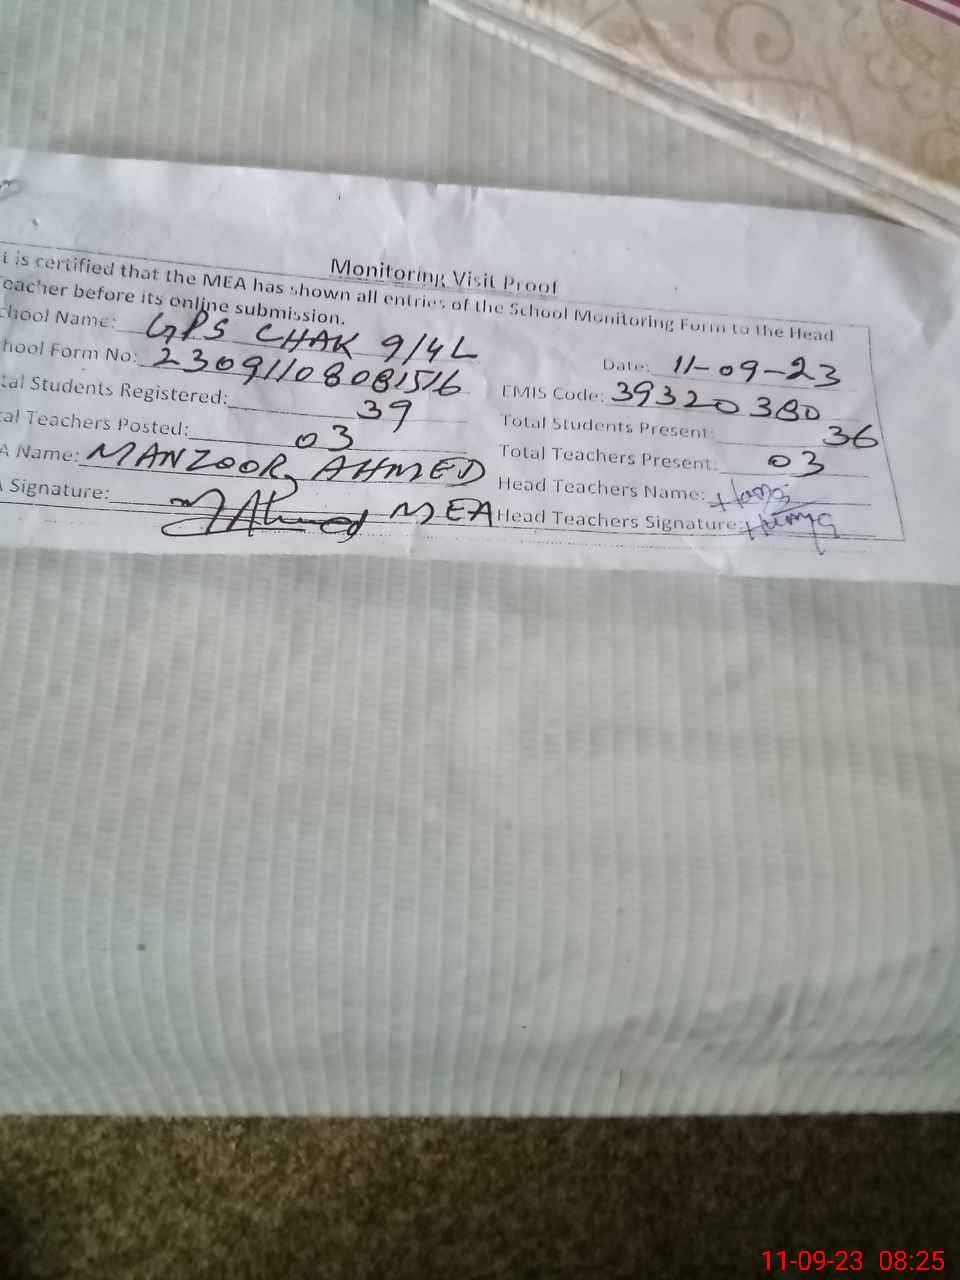 Monitoring Visit Proof
t is certified that the MEA has shown all entries of the School Monitoring Form to the Head
eacher before its online submission.
chool Name: GPS CHAK 9/4L Date: 11-09-23
hool Form No: 23091108081516 EMIS Code: 39320380
tal Students Registered: 39 Total Students Present: 36
al Teachers Posted: 03 Total Teachers Present: 03
A Name: MANZOOR AHMED Head Teachers Name:
Signature: MAhmed MEA Head Teachers Signature:
11-09-23 08:25